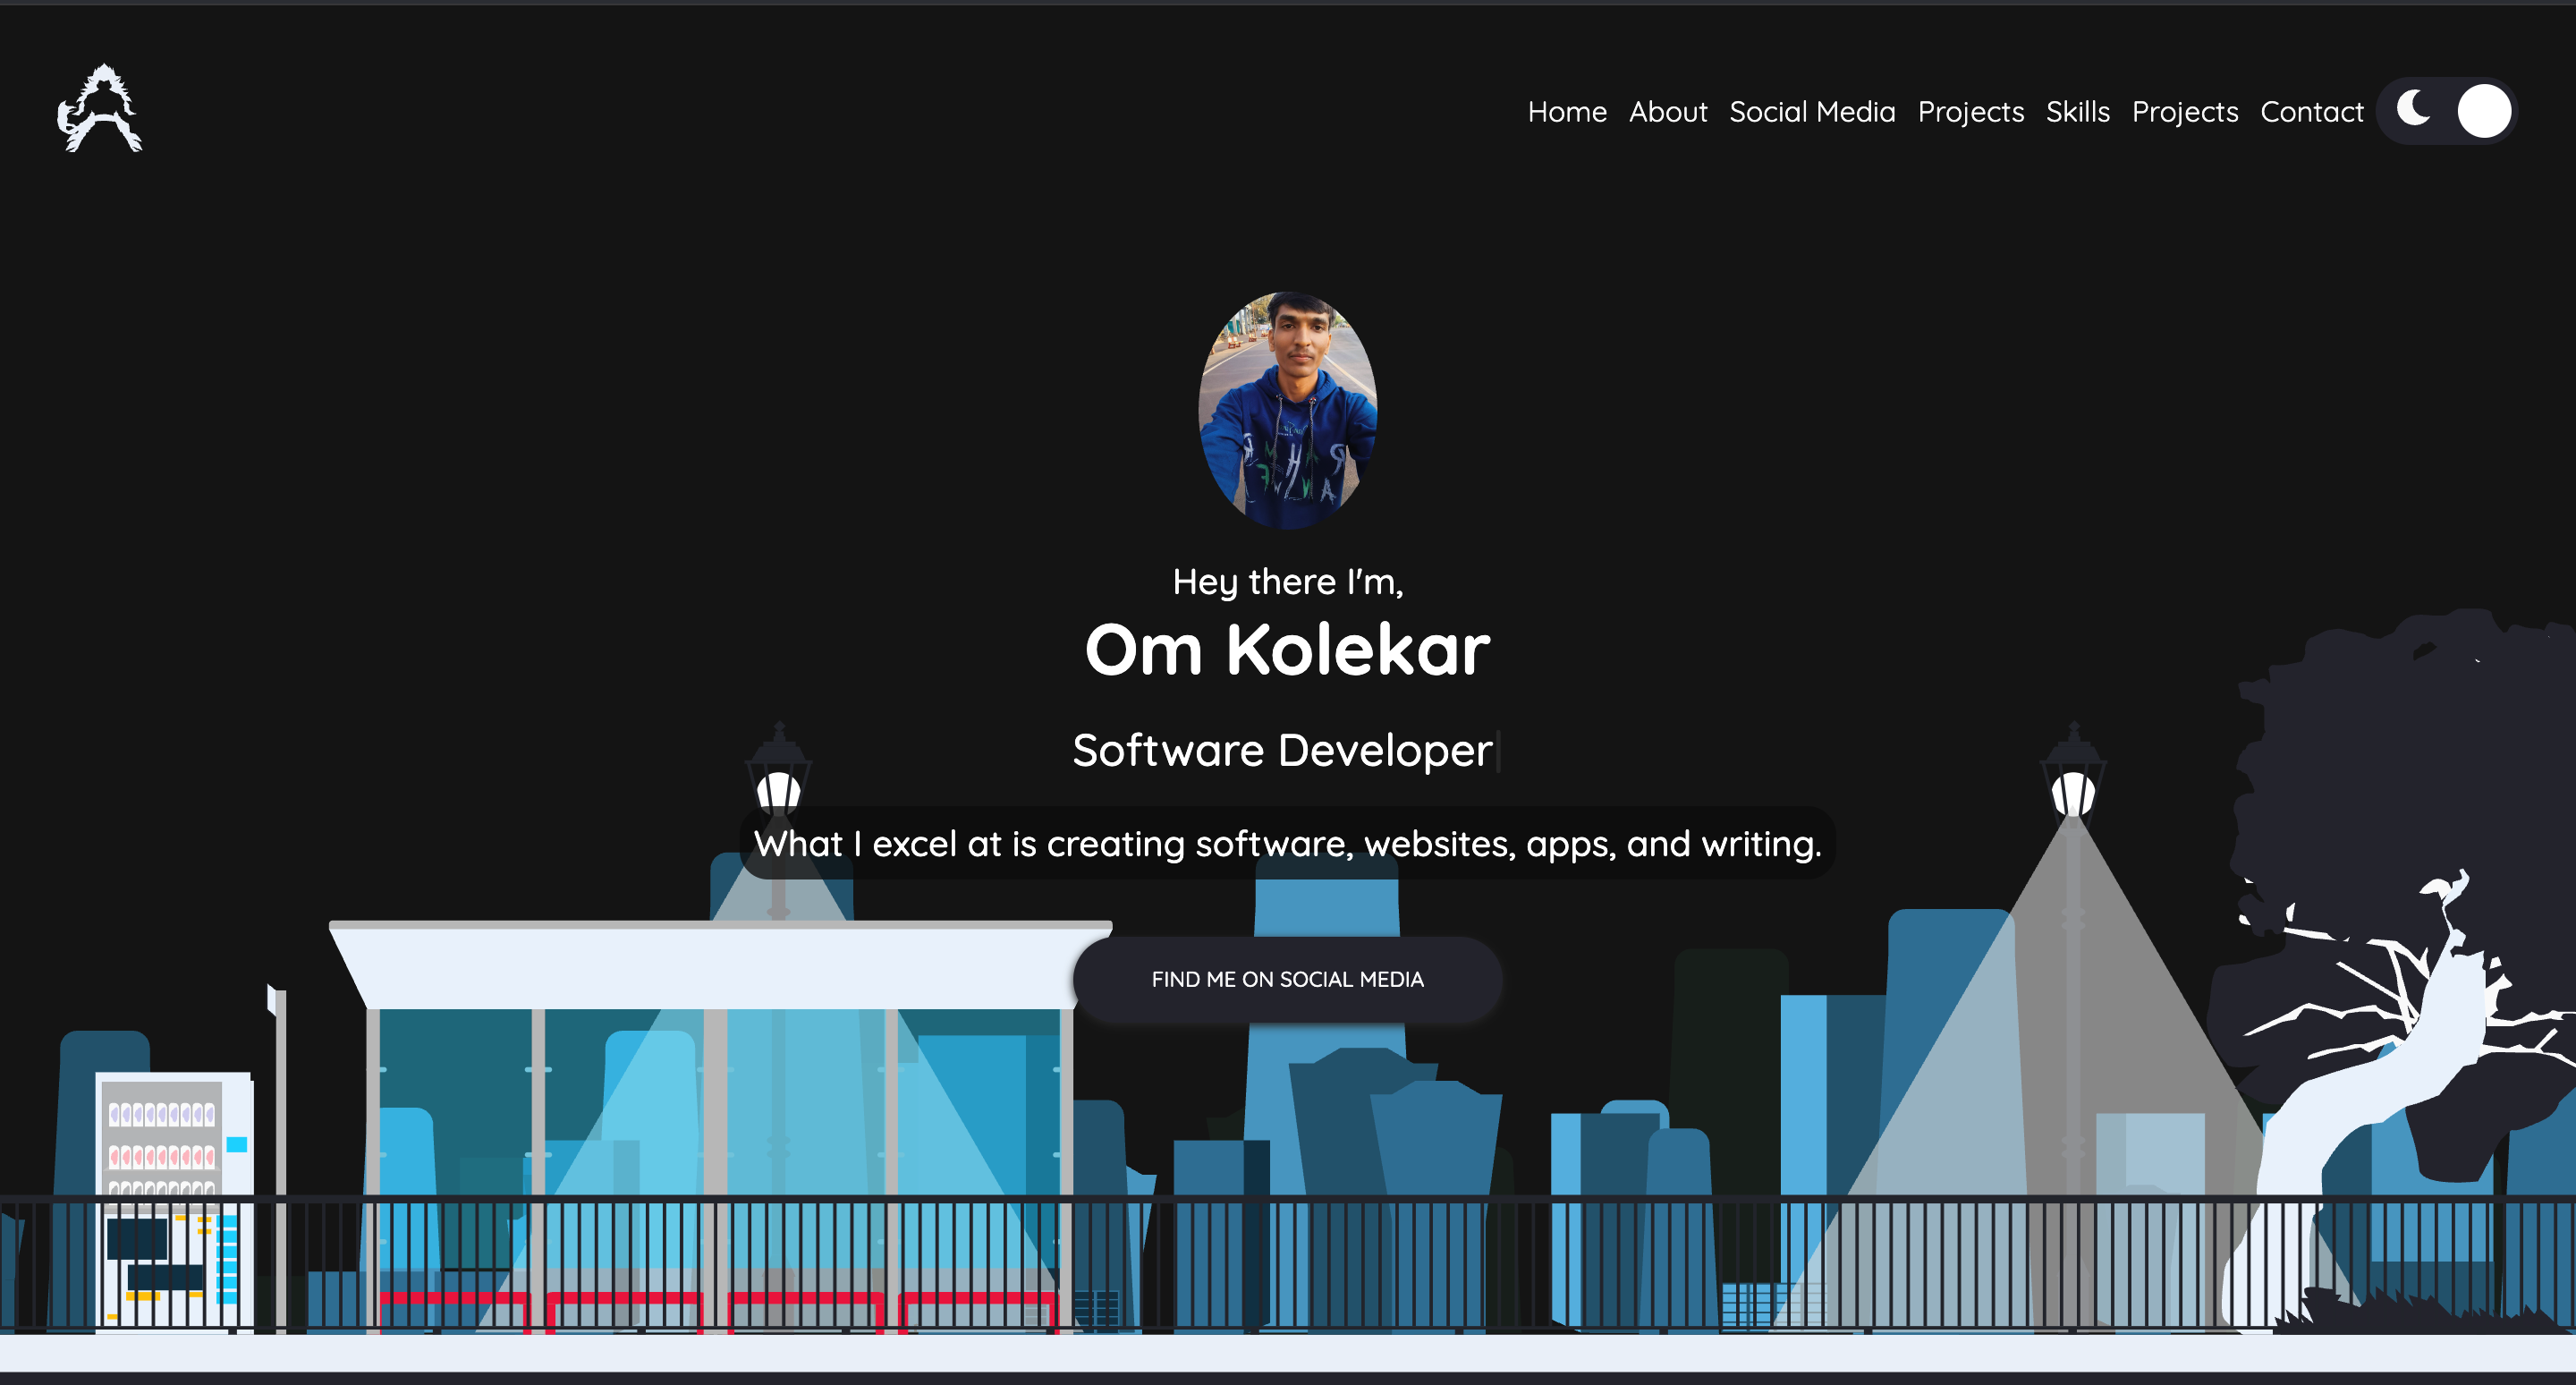 Home About Social Media Projects Skills Projects Contact
Hey there I'm,
Om Kolekar
Software Developer
What I excel at is creating software, websites, apps, and writing.
FIND ME ON SOCIAL MEDIA